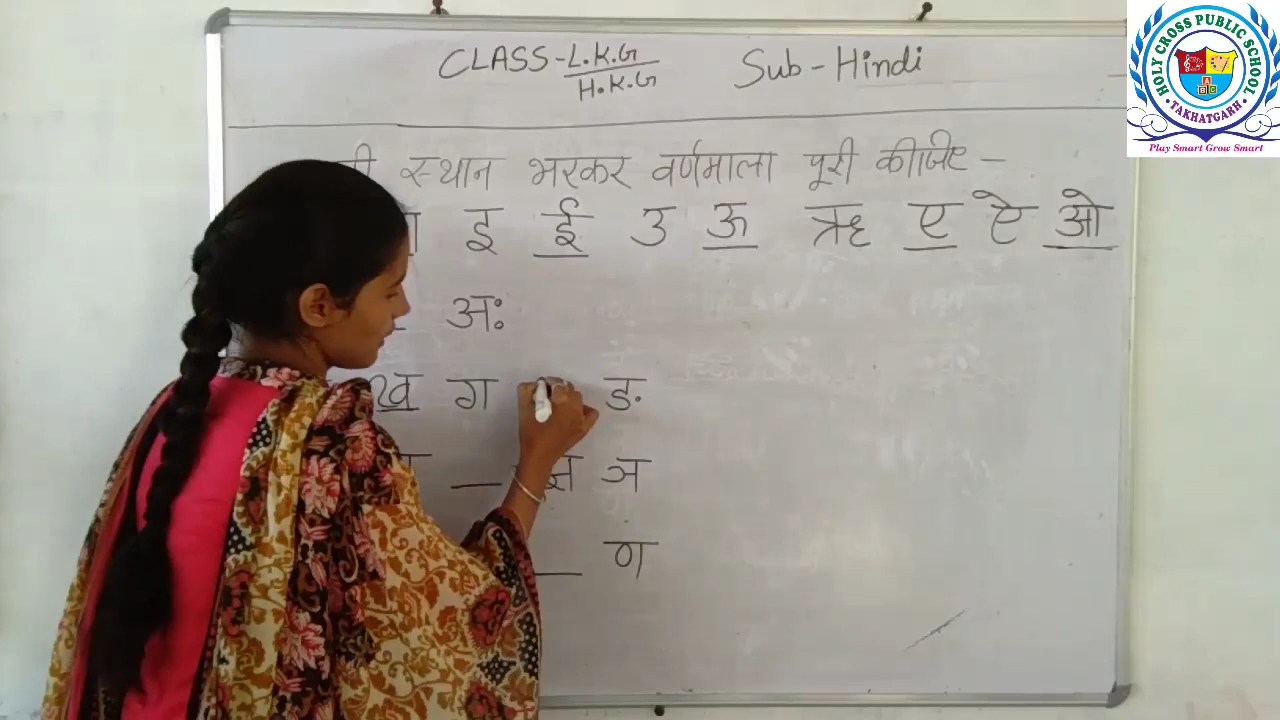 CLASS - L.K.G
H.K.G
Sub - Hindi
स्थान भरकर वर्णमाला पूरी कीजिए -
इ ई उ ऊ ऋ ए ऐ ओ
अः
ख ग ङ
_ झ ञ
_ ण
HOLY CROSS PUBLIC SCHOOL
• TAKHATGARH •
A B C
Play Smart Grow Smart